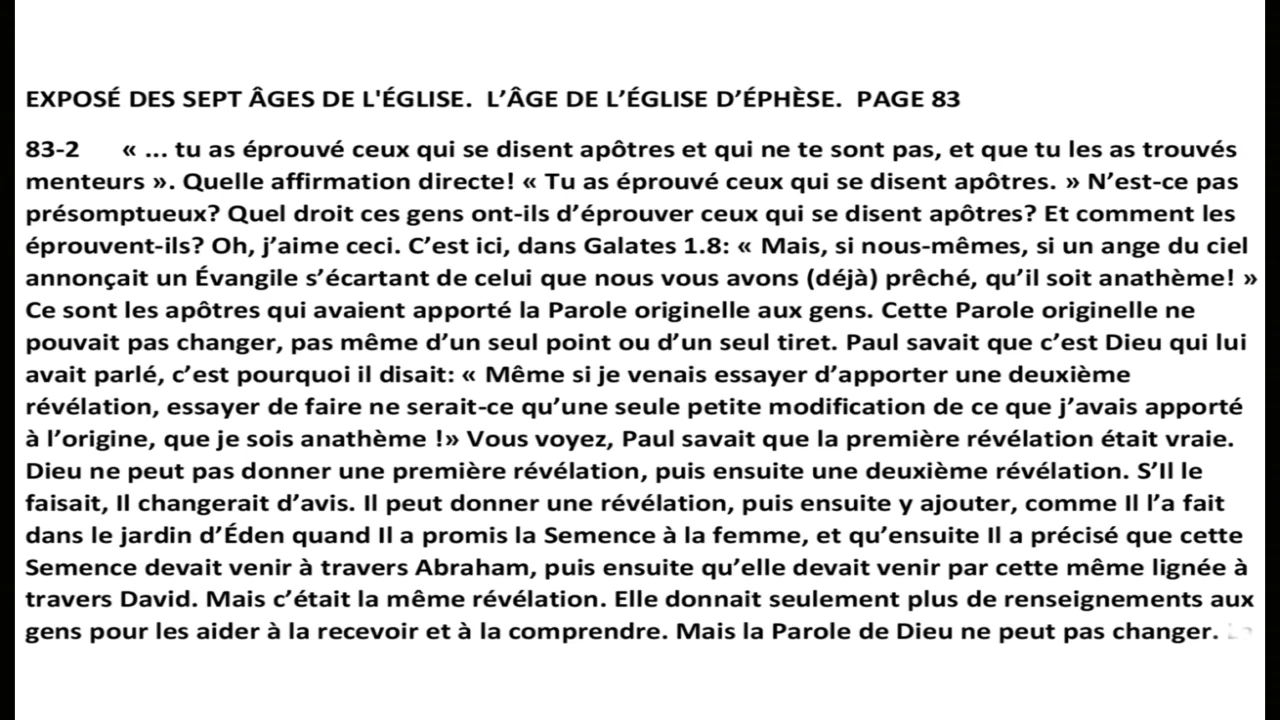 EXPOSÉ DES SEPT ÂGES DE L'ÉGLISE.  L’ÂGE DE L’ÉGLISE D’ÉPHÈSE.  PAGE 83
83-2 « ... tu as éprouvé ceux qui se disent apôtres et qui ne te sont pas, et que tu les as trouvés
menteurs ». Quelle affirmation directe! « Tu as éprouvé ceux qui se disent apôtres. » N’est-ce pas
présomptueux? Quel droit ces gens ont-ils d’éprouver ceux qui se disent apôtres? Et comment les
éprouvent-ils? Oh, j’aime ceci. C’est ici, dans Galates 1.8: « Mais, si nous-mêmes, si un ange du ciel
annonçait un Évangile s’écartant de celui que nous vous avons (déjà) prêché, qu’il soit anathème! »
Ce sont les apôtres qui avaient apporté la Parole originelle aux gens. Cette Parole originelle ne
pouvait pas changer, pas même d’un seul point ou d’un seul tiret. Paul savait que c’est Dieu qui lui
avait parlé, c’est pourquoi il disait: « Même si je venais essayer d’apporter une deuxième
révélation, essayer de faire ne serait-ce qu’une seule petite modification de ce que j’avais apporté
à l’origine, que je sois anathème !» Vous voyez, Paul savait que la première révélation était vraie.
Dieu ne peut pas donner une première révélation, puis ensuite une deuxième révélation. S’Il le
faisait, Il changerait d’avis. Il peut donner une révélation, puis ensuite y ajouter, comme Il l’a fait
dans le jardin d’Éden quand Il a promis la Semence à la femme, et qu’ensuite Il a précisé que cette
Semence devait venir à travers Abraham, puis ensuite qu’elle devait venir par cette même lignée à
travers David. Mais c’était la même révélation. Elle donnait seulement plus de renseignements aux
gens pour les aider à la recevoir et à la comprendre. Mais la Parole de Dieu ne peut pas changer.